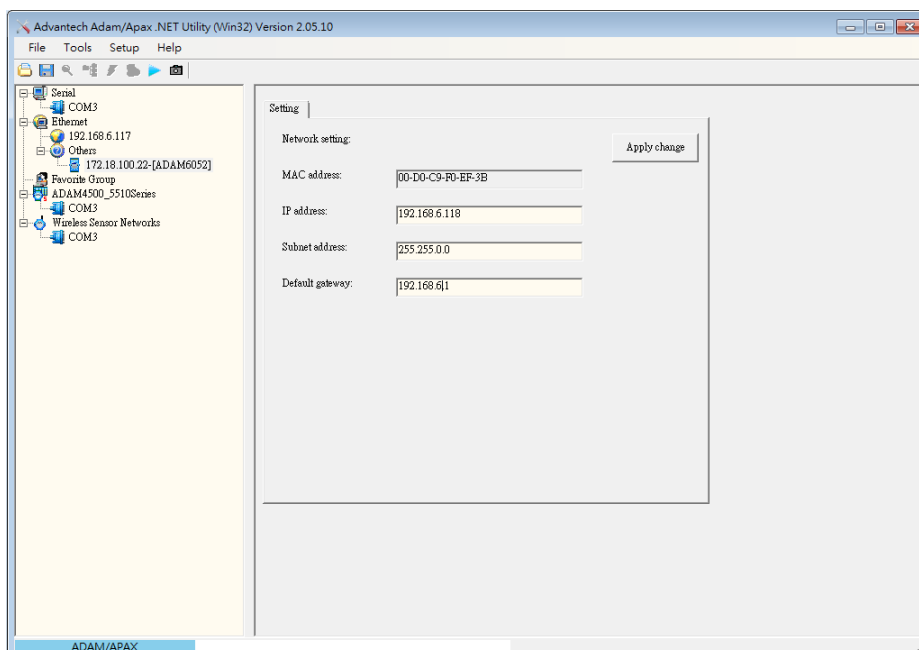 Advantech Adam/Apax .NET Utility (Win32) Version 2.05.10
File Tools Setup Help
Serial
COM3
Ethernet
192.168.6.117
Others
172.18.100.22-[ADAM6052]
Favorite Group
ADAM4500_5510Series
COM3
Wireless Sensor Networks
COM3
Setting
Network setting:
Apply change
MAC address:
00-D0-C9-F0-EF-3B
IP address:
192.168.6.118
Subnet address:
255.255.0.0
Default gateway:
192.168.6.1
ADAM/APAX